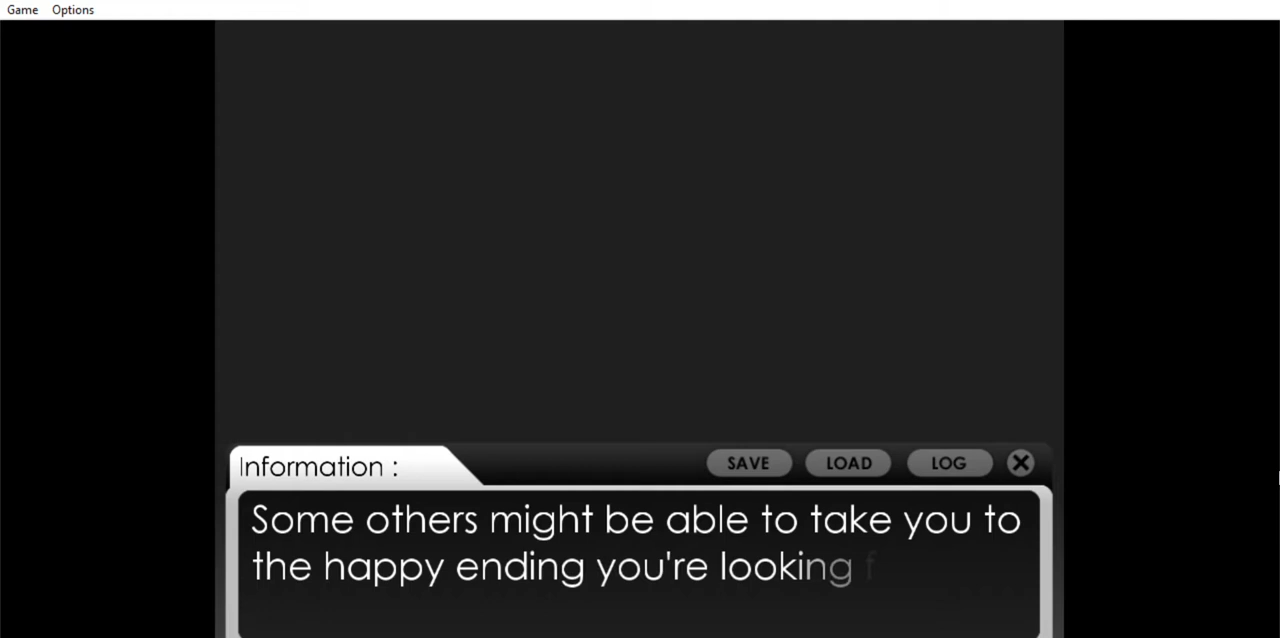 Game Options
Information :
SAVE LOAD LOG
Some others might be able to take you to
the happy ending you're looking f